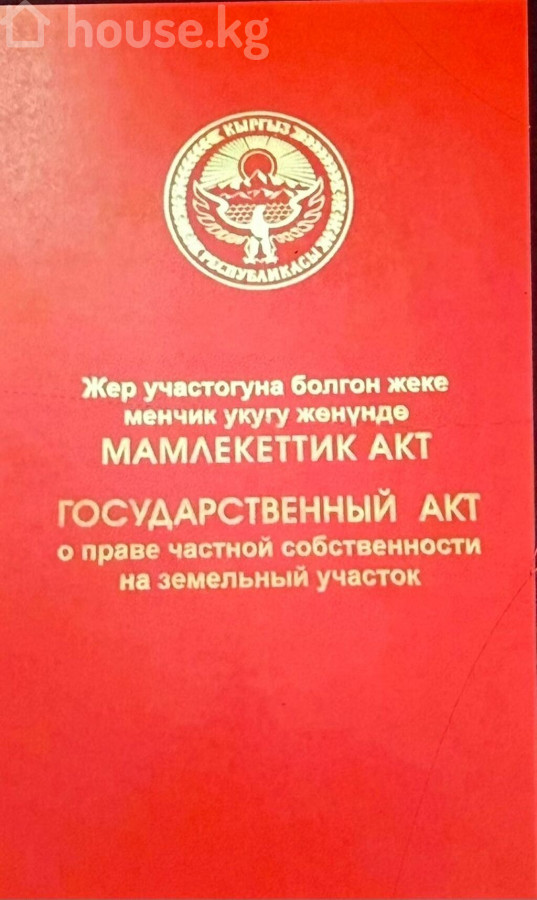 house.kg
КЫРГЫЗ
РЕСПУБЛИКАСЫ
Жер участогуна болгон жеке
менчик укугу жөнүндө
МАМЛЕКЕТТИК АКТ
ГОСУДАРСТВЕННЫЙ АКТ
о праве частной собственности
на земельный участок